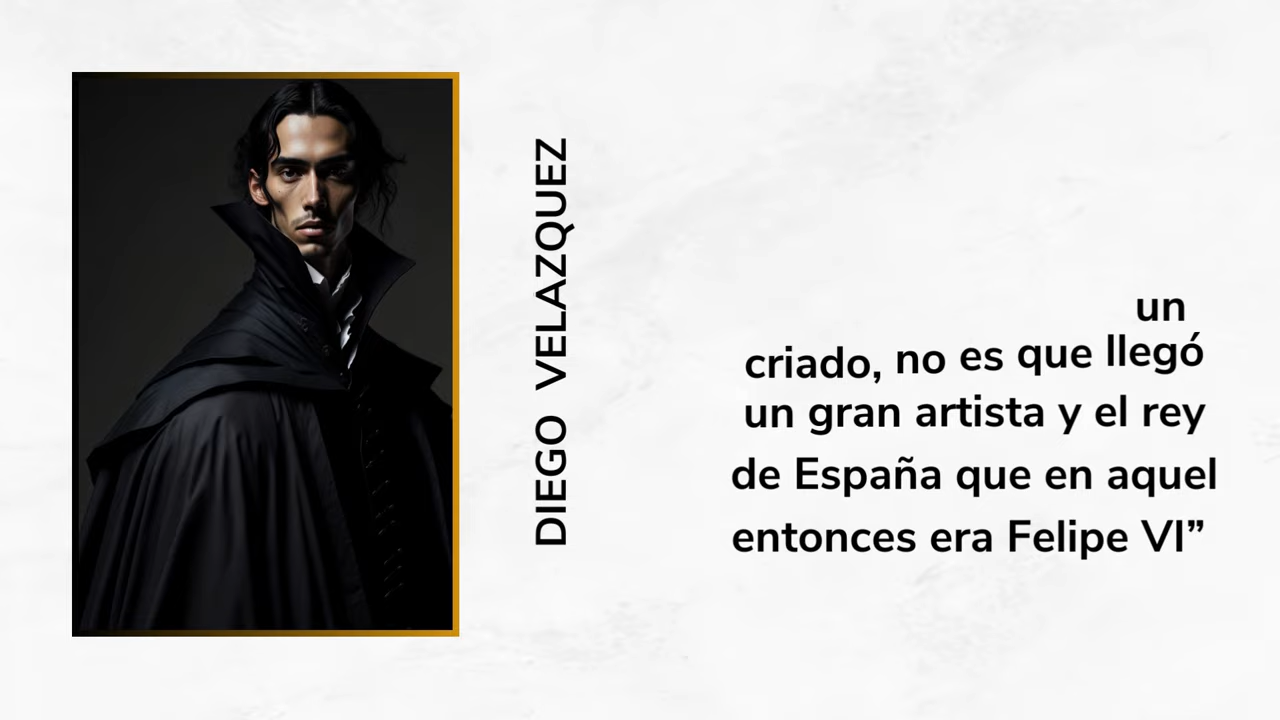 DIEGO VELAZQUEZ
un
criado, no es que llegó
un gran artista y el rey
de España que en aquel
entonces era Felipe VI”